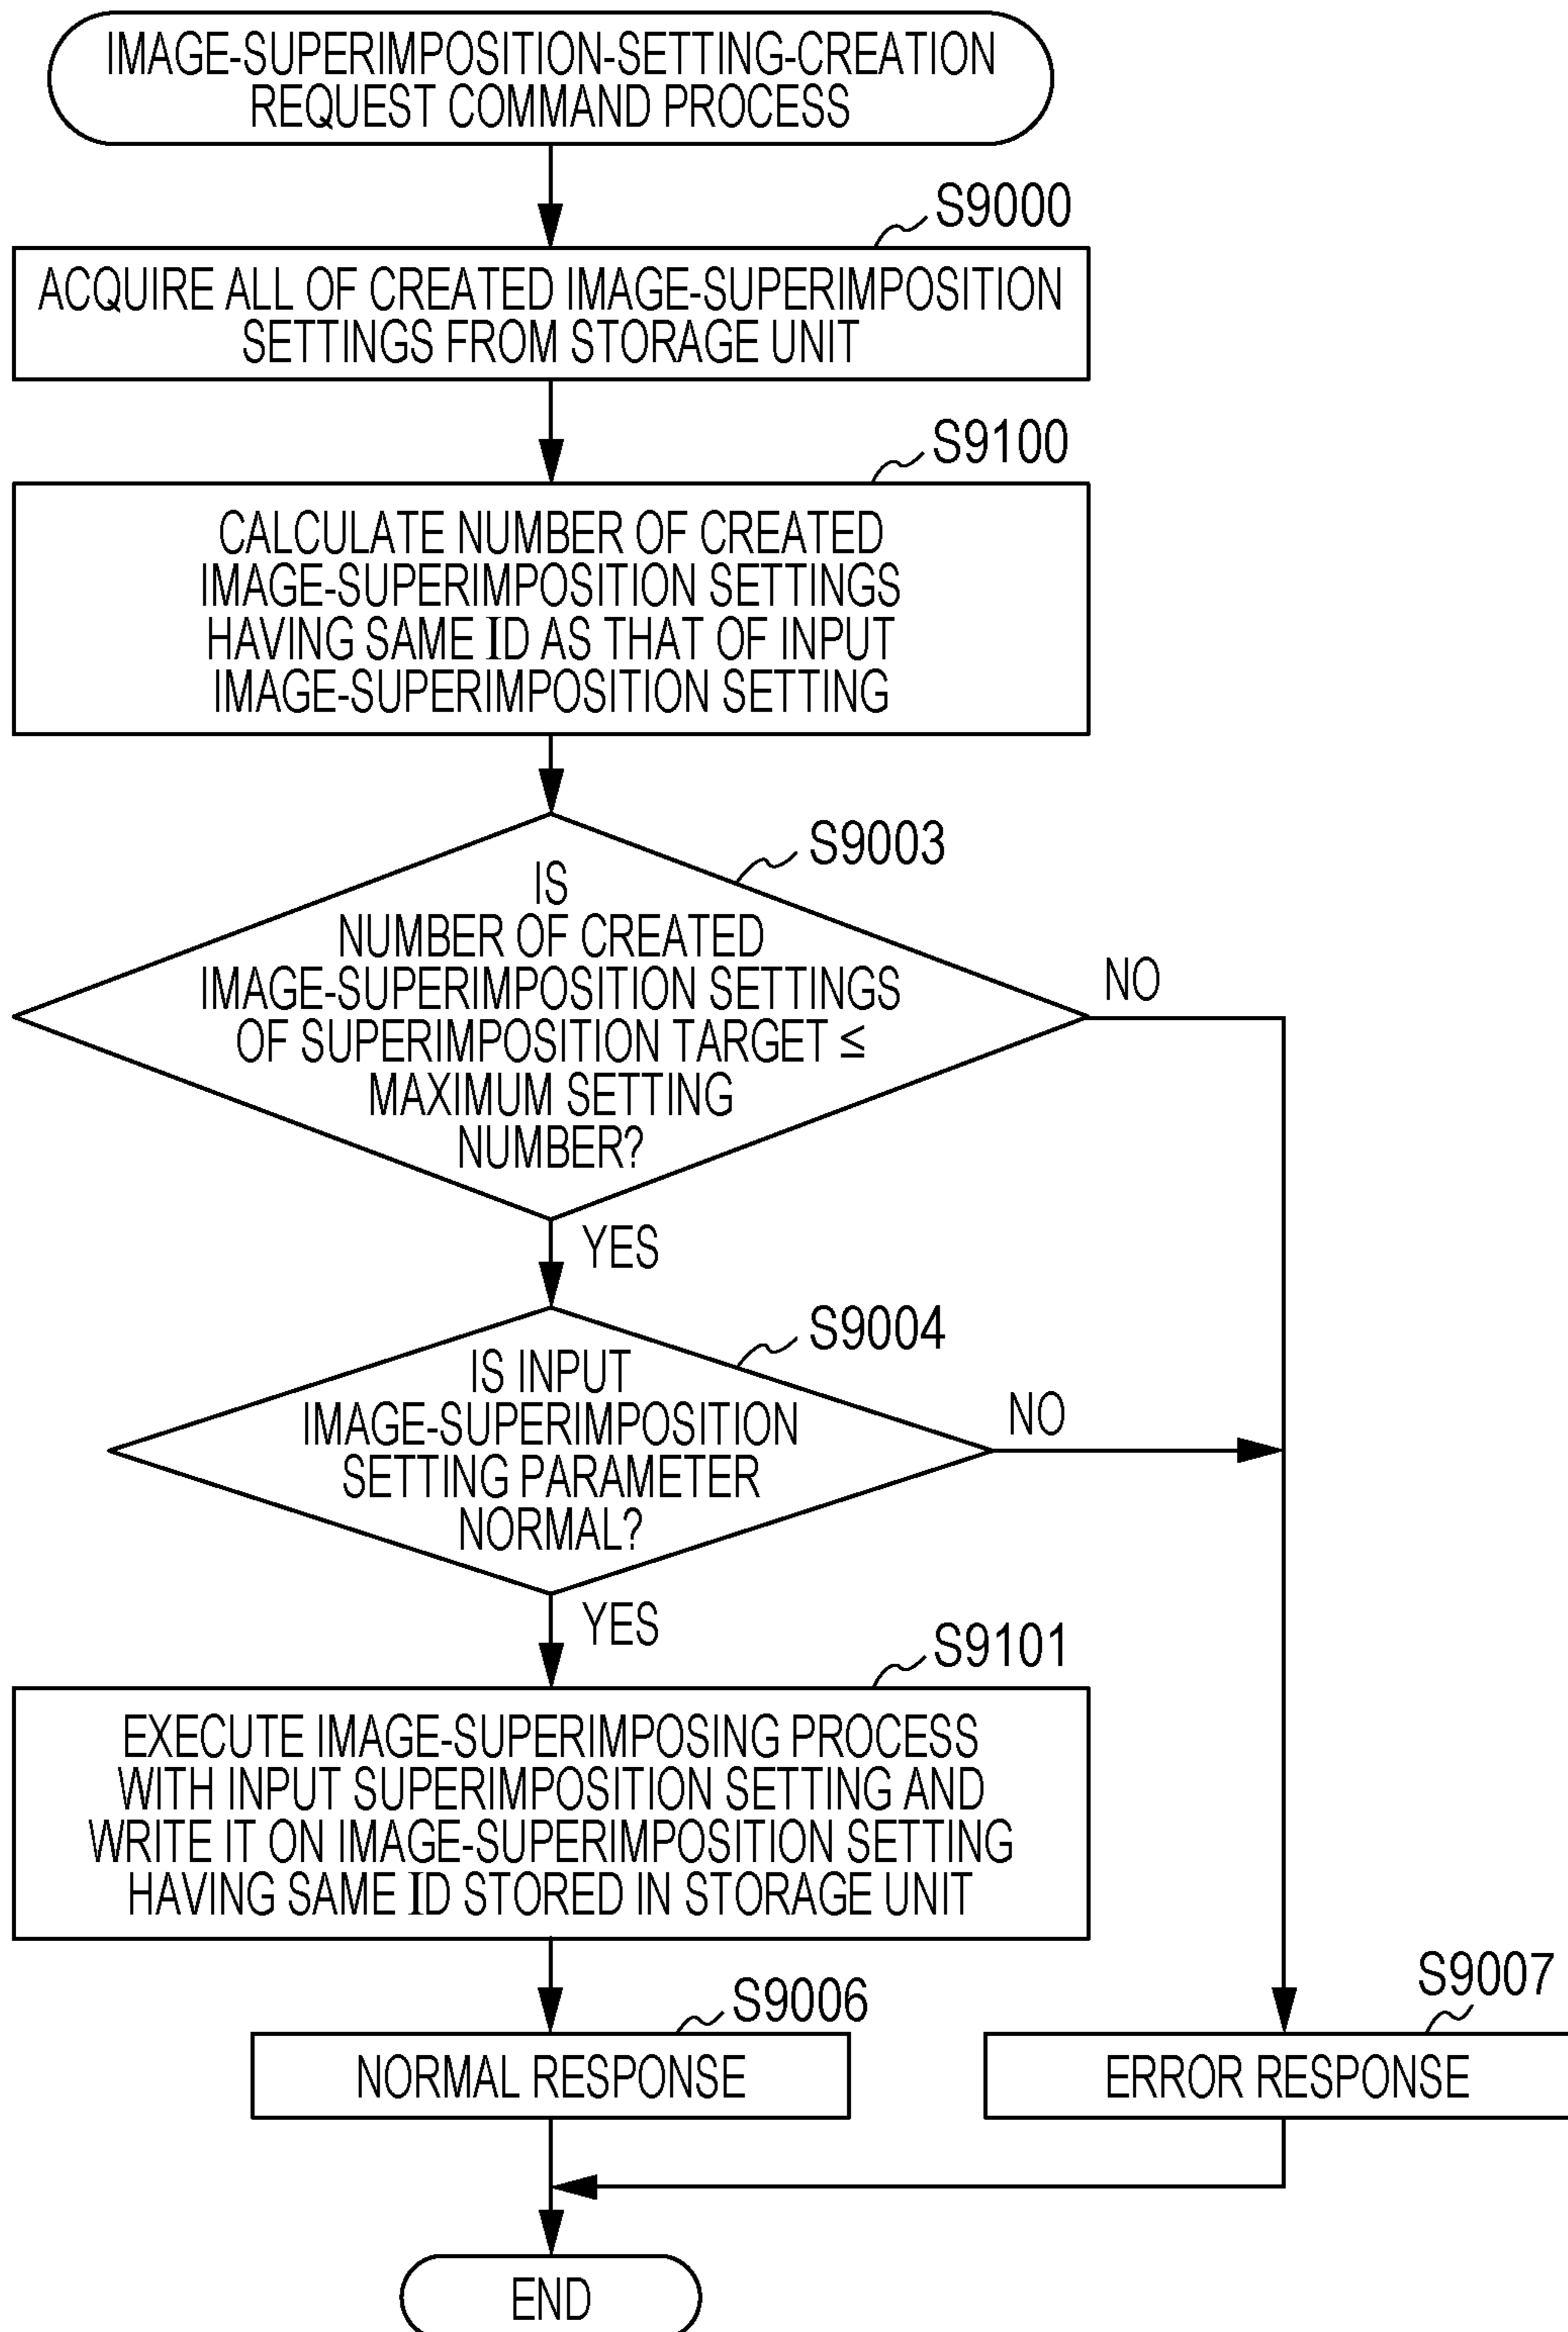 IMAGE-SUPERIMPOSITION-SETTING-CREATION
REQUEST COMMAND PROCESS
S9000
ACQUIRE ALL OF CREATED IMAGE-SUPERIMPOSITION
SETTINGS FROM STORAGE UNIT
S9100
CALCULATE NUMBER OF CREATED
IMAGE-SUPERIMPOSITION SETTINGS
HAVING SAME ID AS THAT OF INPUT
IMAGE-SUPERIMPOSITION SETTING
S9003
IS
NUMBER OF CREATED
IMAGE-SUPERIMPOSITION SETTINGS
OF SUPERIMPOSITION TARGET ≤
MAXIMUM SETTING
NUMBER?
NO
YES
S9004
IS INPUT
IMAGE-SUPERIMPOSITION
SETTING PARAMETER
NORMAL?
NO
YES
S9101
EXECUTE IMAGE-SUPERIMPOSING PROCESS
WITH INPUT SUPERIMPOSITION SETTING AND
WRITE IT ON IMAGE-SUPERIMPOSITION SETTING
HAVING SAME ID STORED IN STORAGE UNIT
S9006
NORMAL RESPONSE
S9007
ERROR RESPONSE
END